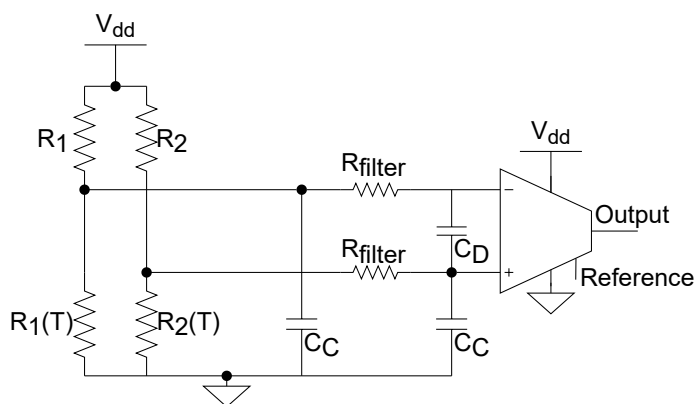 Vdd
R1
R2
Rfilter
Vdd
−
Output
Rfilter
CD
+
Reference
R1(T)
R2(T)
CC
CC